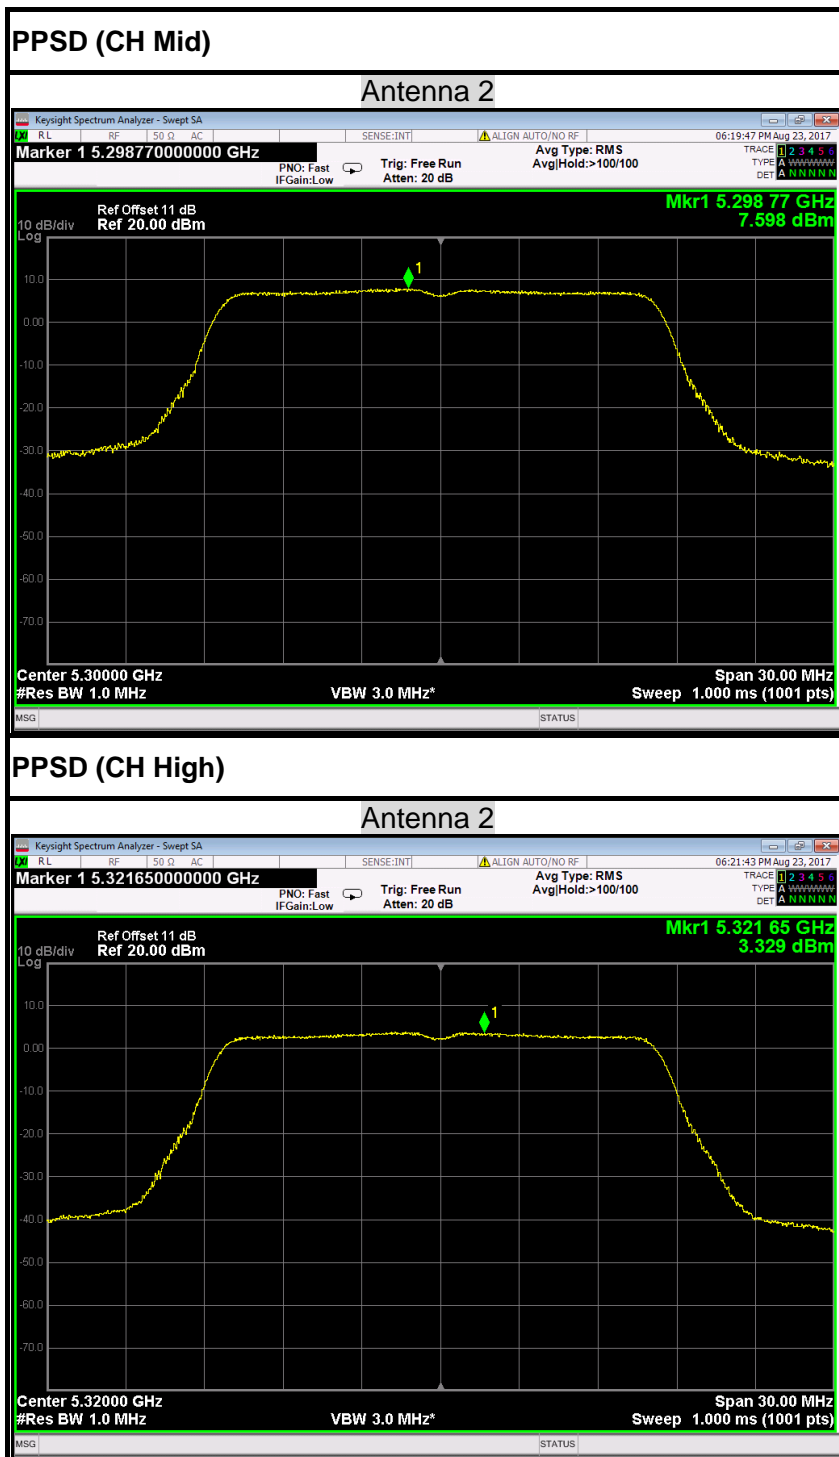 PPSD (CH Mid)
Antenna 2
Keysight Spectrum Analyzer - Swept SA
LXI RL RF 50 Ω AC SENSE:INT ALIGN AUTO/NO RF 06:19:47 PM Aug 23, 2017
Marker 1 5.298770000000 GHz
PNO: Fast
IFGain:Low
Trig: Free Run
Atten: 20 dB
Avg Type: RMS
Avg|Hold:>100/100
TRACE 1 2 3 4 5 6
TYPE A WWWWW
DET A N N N N N
Mkr1 5.298 77 GHz
7.598 dBm
Ref Offset 11 dB
10 dB/div Ref 20.00 dBm
Log
1
10.0
0.00
-10.0
-20.0
-30.0
-40.0
-50.0
-60.0
-70.0
Center 5.30000 GHz Span 30.00 MHz
#Res BW 1.0 MHz VBW 3.0 MHz* Sweep 1.000 ms (1001 pts)
MSG STATUS
PPSD (CH High)
Antenna 2
Keysight Spectrum Analyzer - Swept SA
LXI RL RF 50 Ω AC SENSE:INT ALIGN AUTO/NO RF 06:21:43 PM Aug 23, 2017
Marker 1 5.321650000000 GHz
PNO: Fast
IFGain:Low
Trig: Free Run
Atten: 20 dB
Avg Type: RMS
Avg|Hold:>100/100
TRACE 1 2 3 4 5 6
TYPE A WWWWW
DET A N N N N N
Mkr1 5.321 65 GHz
3.329 dBm
Ref Offset 11 dB
10 dB/div Ref 20.00 dBm
Log
1
10.0
0.00
-10.0
-20.0
-30.0
-40.0
-50.0
-60.0
-70.0
Center 5.32000 GHz Span 30.00 MHz
#Res BW 1.0 MHz VBW 3.0 MHz* Sweep 1.000 ms (1001 pts)
MSG STATUS